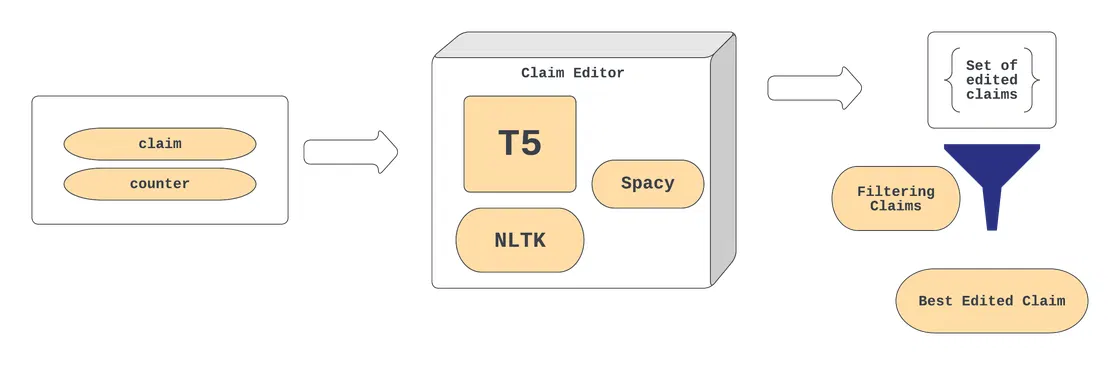 claim
counter
Claim Editor
T5
Spacy
NLTK
Set of
edited
claims
Filtering
Claims
Best Edited Claim